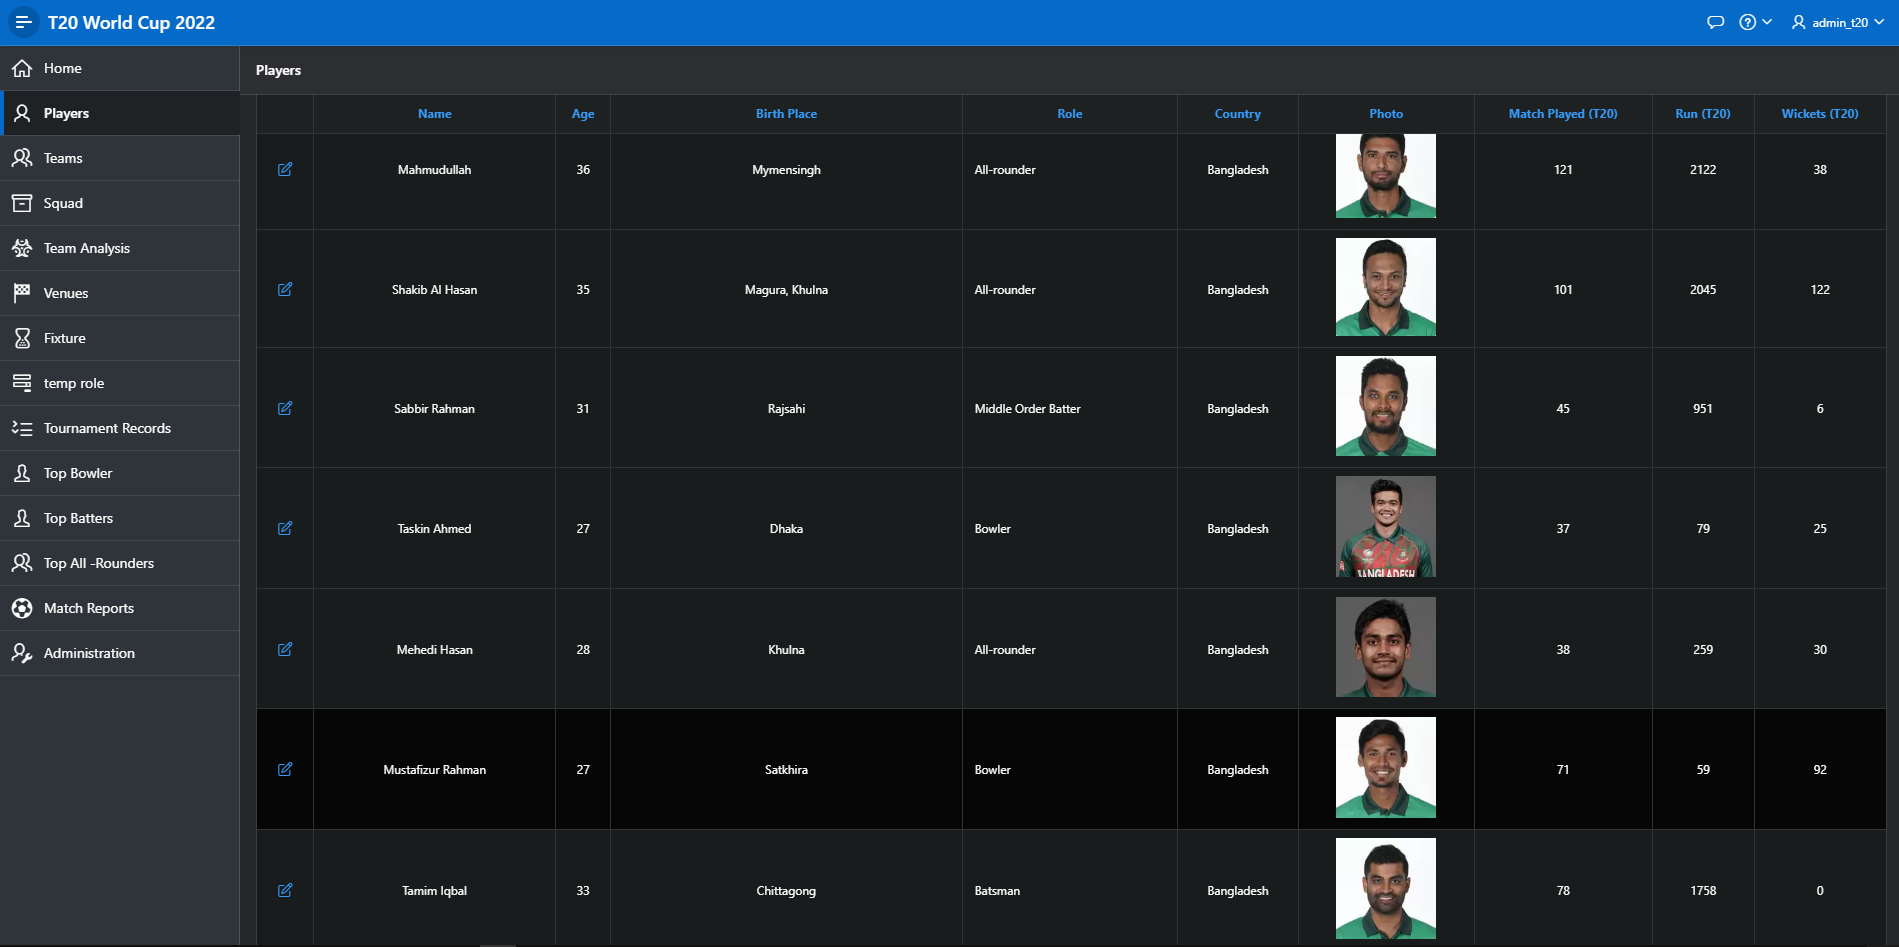 T20 World Cup 2022
admin_t20
Home
Players
Teams
Squad
Team Analysis
Venues
Fixture
temp role
Tournament Records
Top Bowler
Top Batters
Top All -Rounders
Match Reports
Administration
Players
Name Age Birth Place Role Country Photo Match Played (T20) Run (T20) Wickets (T20)
Mahmudullah 36 Mymensingh All-rounder Bangladesh 121 2122 38
Shakib Al Hasan 35 Magura, Khulna All-rounder Bangladesh 101 2045 122
Sabbir Rahman 31 Rajsahi Middle Order Batter Bangladesh 45 951 6
Taskin Ahmed 27 Dhaka Bowler Bangladesh 37 79 25
BANGLADESH
Mehedi Hasan 28 Khulna All-rounder Bangladesh 38 259 30
Mustafizur Rahman 27 Satkhira Bowler Bangladesh 71 59 92
Tamim Iqbal 33 Chittagong Batsman Bangladesh 78 1758 0